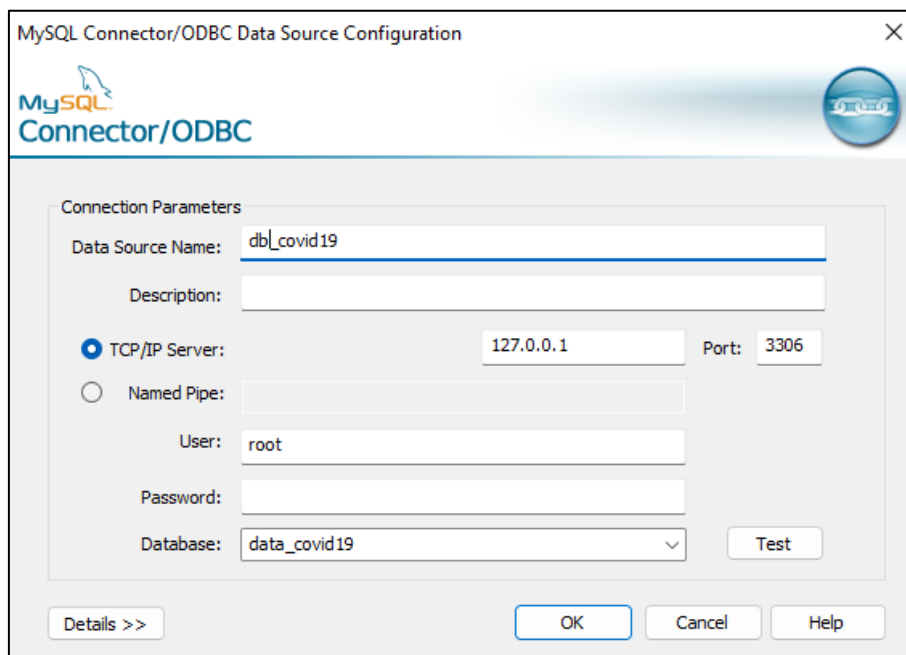 MySQL Connector/ODBC Data Source Configuration
MySQL
Connector/ODBC
Connection Parameters
Data Source Name: db_covid19
Description:
TCP/IP Server: 127.0.0.1 Port: 3306
Named Pipe:
User: root
Password:
Database: data_covid19 Test
Details >> OK Cancel Help